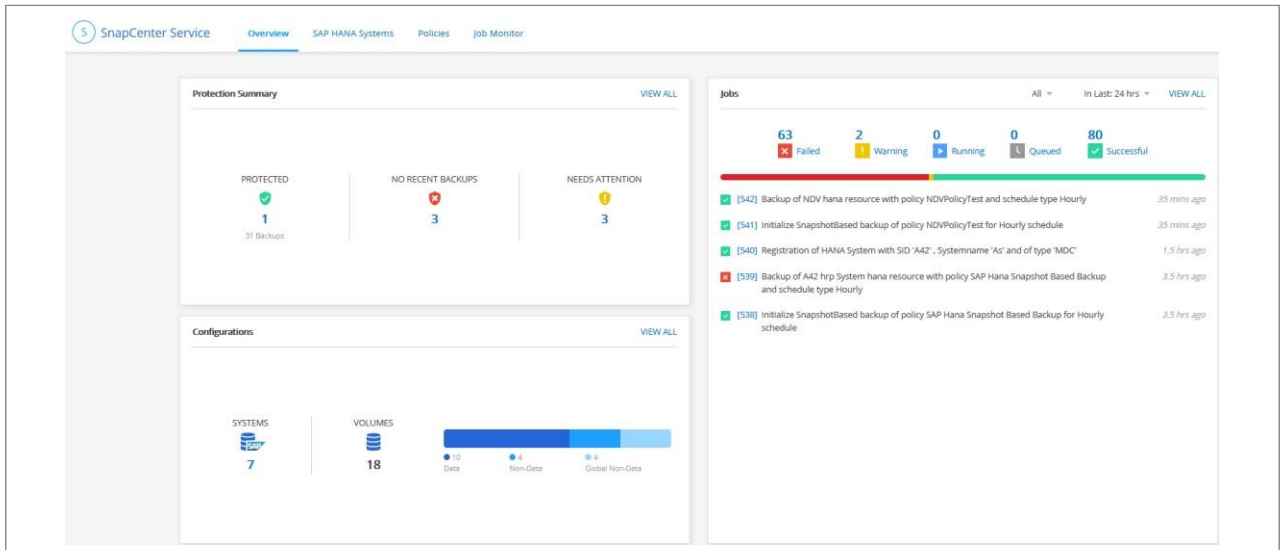 S SnapCenter Service Overview SAP HANA Systems Policies Job Monitor
Protection Summary VIEW ALL
PROTECTED NO RECENT BACKUPS NEEDS ATTENTION
1 3 3
31 Backups
Configurations VIEW ALL
SYSTEMS VOLUMES
SAP
7 18
10 4 4
Data Non-Data Global Non-Data
Jobs All In Last: 24 hrs VIEW ALL
63 2 0 0 80
Failed Warning Running Queued Successful
[542] Backup of NDV hana resource with policy NDVPolicyTest and schedule type Hourly 35 mins ago
[541] Initialize SnapshotBased backup of policy NDVPolicyTest for Hourly schedule 35 mins ago
[540] Registration of HANA System with SID 'A42' , Systemname 'As' and of type 'MDC' 1.5 hrs ago
[539] Backup of A42 hrp System hana resource with policy SAP Hana Snapshot Based Backup 3.5 hrs ago
and schedule type Hourly
[538] Initialize SnapshotBased backup of policy SAP Hana Snapshot Based Backup for Hourly 3.5 hrs ago
schedule